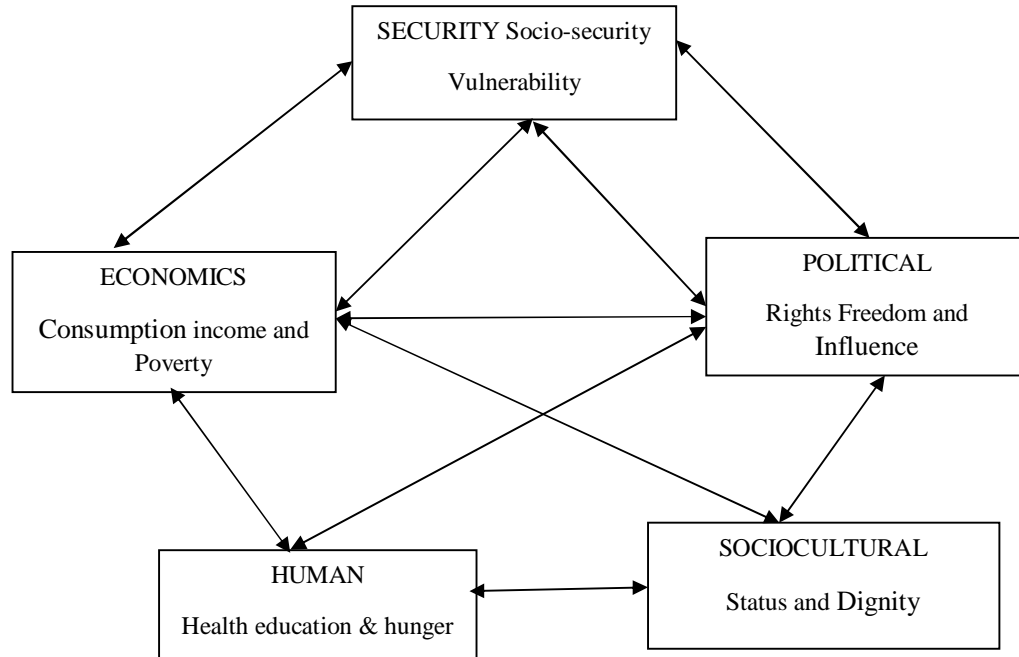 SECURITY Socio-security
Vulnerability
ECONOMICS
Consumption income and
Poverty
POLITICAL
Rights Freedom and
Influence
HUMAN
Health education & hunger
SOCIOCULTURAL
Status and Dignity